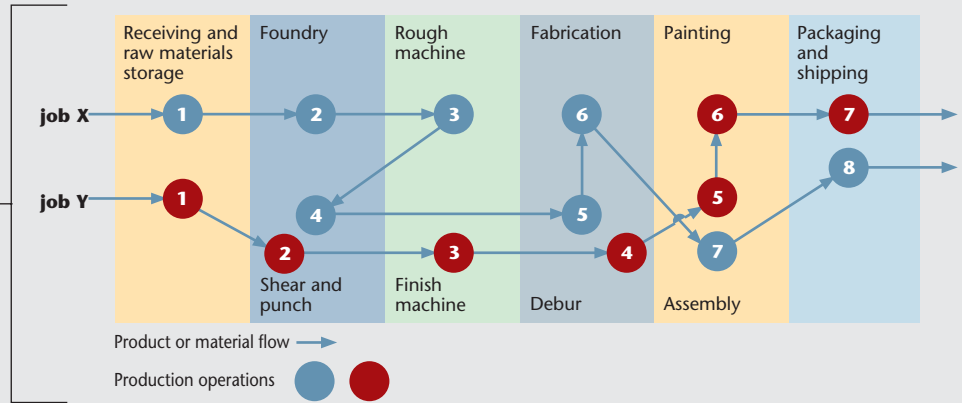 Receiving and
raw materials
storage
Foundry
Rough
machine
Fabrication
Painting
Packaging
and
shipping
job X
1
2
3
6
6
7
job Y
1
4
5
5
8
2
3
4
7
Shear and
punch
Finish
machine
Debur
Assembly
Product or material flow
Production operations